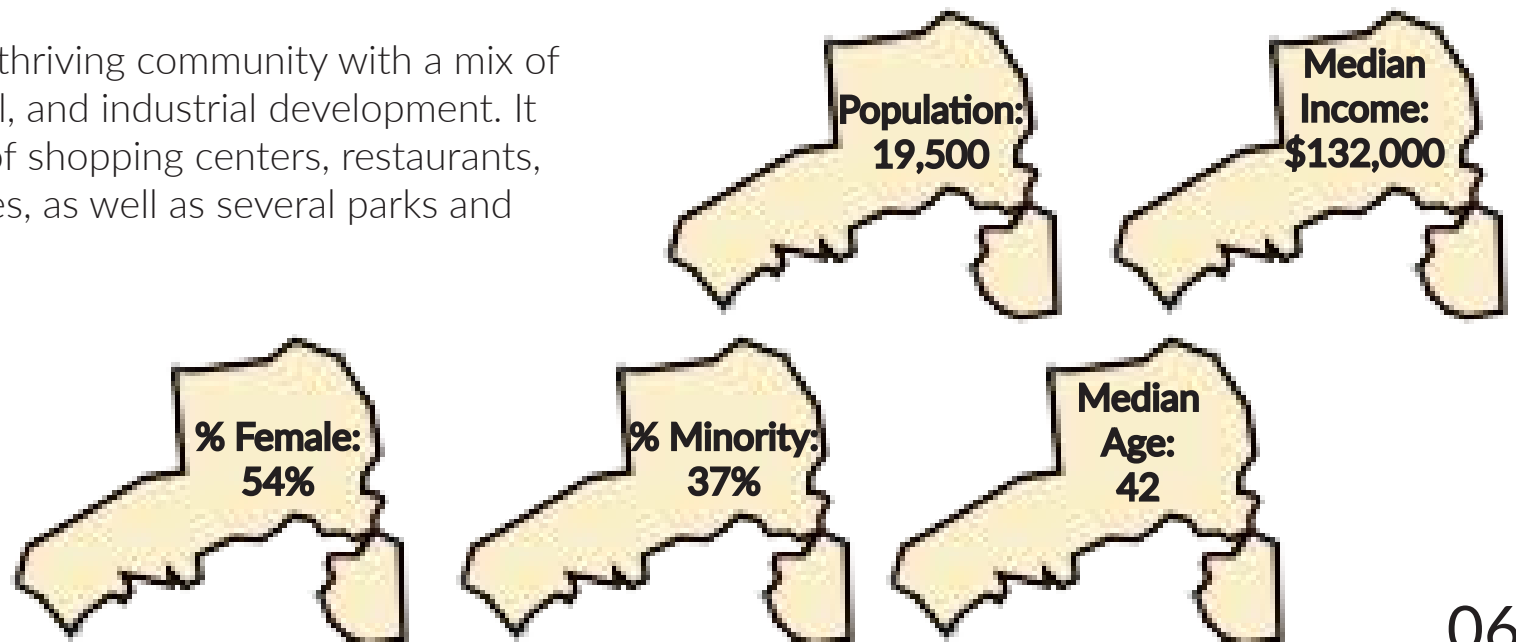 thriving community with a mix of
l, and industrial development. It
of shopping centers, restaurants,
es, as well as several parks and
Population:
19,500
Median
Income:
$132,000
% Female:
54%
% Minority:
37%
Median
Age:
42
06